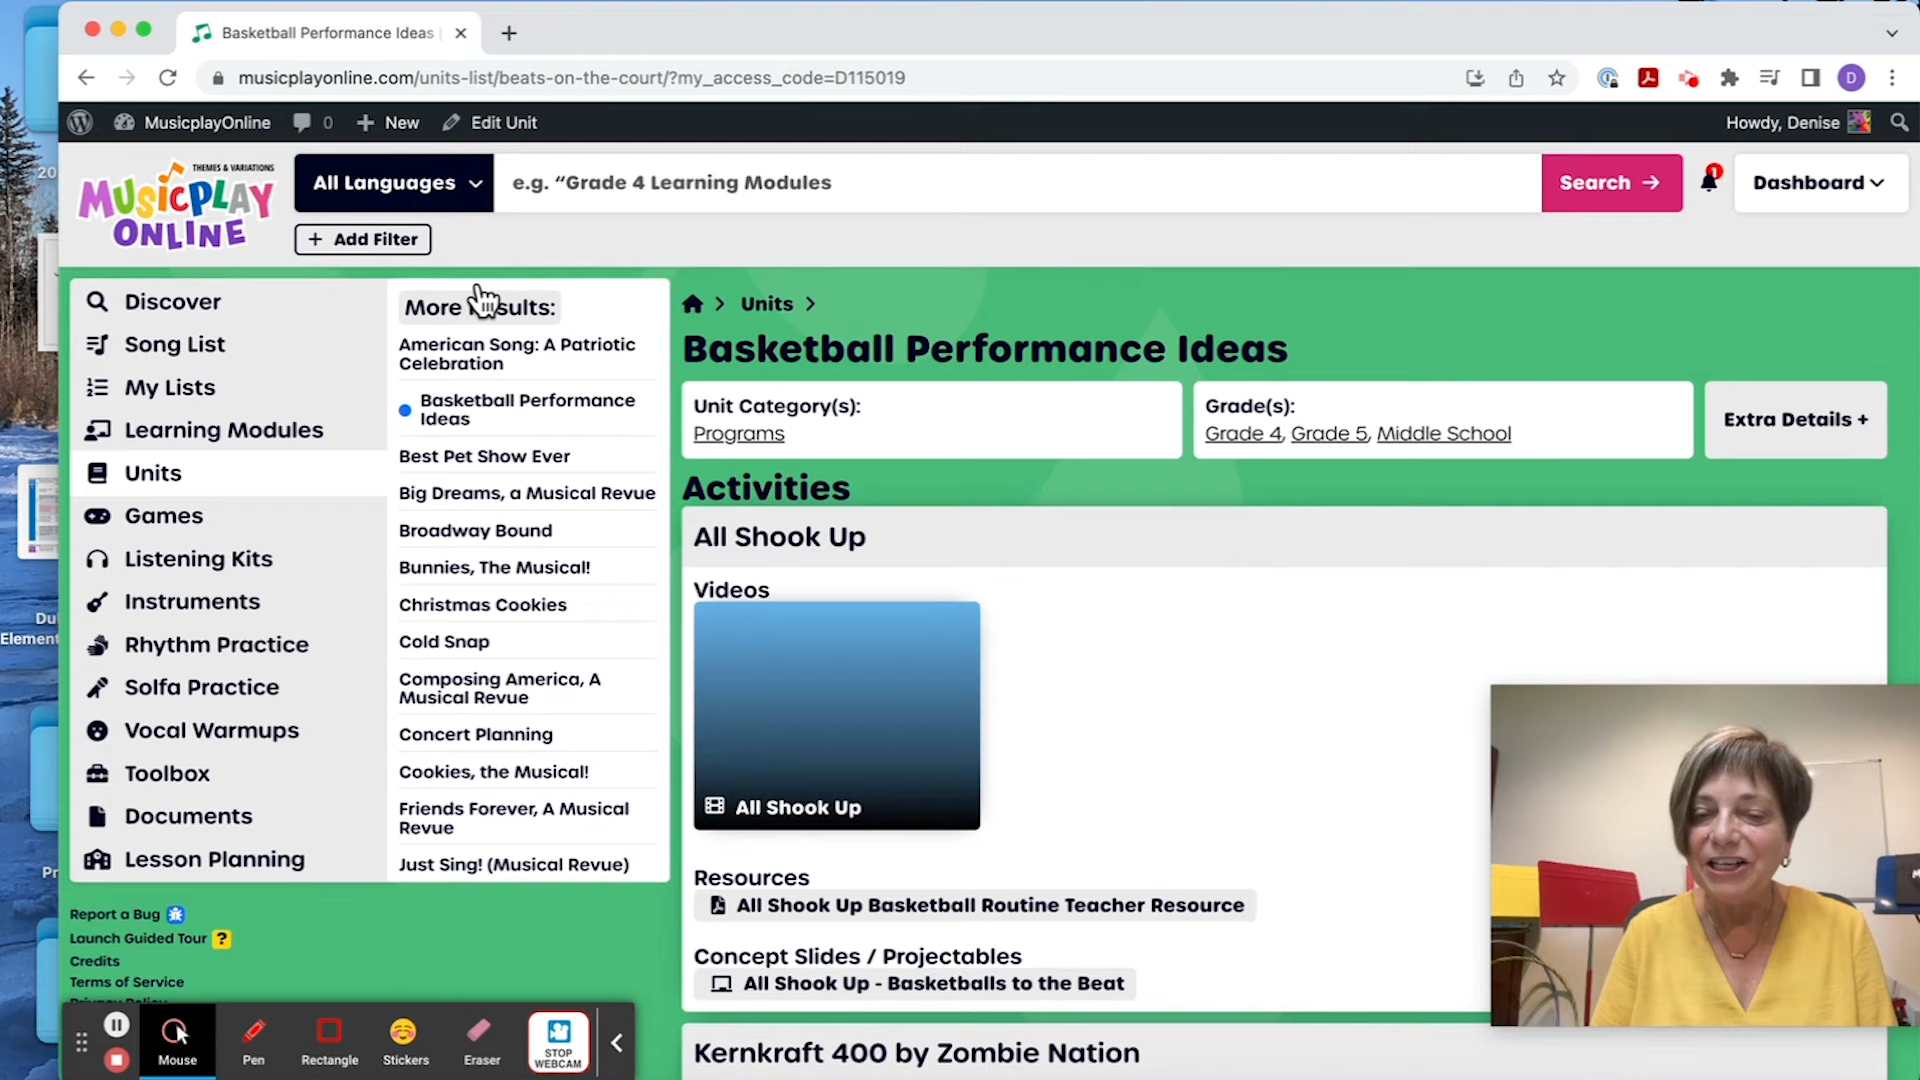 Basketball Performance Ideas
musicplayonline.com/units-list/beats-on-the-court/?my_access_code=D115019
D
MusicplayOnline
0
New
Edit Unit
Howdy, Denise
THEMES & VARIATIONS
MUSICPLAY
ONLINE
All Languages
e.g. “Grade 4 Learning Modules
Search
1
Dashboard
+ Add Filter
Discover
Song List
My Lists
Learning Modules
Units
Games
Listening Kits
Instruments
Rhythm Practice
Solfa Practice
Vocal Warmups
Toolbox
Documents
Lesson Planning
More Results:
American Song: A Patriotic
Celebration
Basketball Performance
Ideas
Best Pet Show Ever
Big Dreams, a Musical Revue
Broadway Bound
Bunnies, The Musical!
Christmas Cookies
Cold Snap
Composing America, A
Musical Revue
Concert Planning
Cookies, the Musical!
Friends Forever, A Musical
Revue
Just Sing! (Musical Revue)
Units
Basketball Performance Ideas
Unit Category(s):
Programs
Grade(s):
Grade 4, Grade 5, Middle School
Extra Details +
Activities
All Shook Up
Videos
All Shook Up
Resources
All Shook Up Basketball Routine Teacher Resource
Concept Slides / Projectables
All Shook Up - Basketballs to the Beat
Kernkraft 400 by Zombie Nation
Report a Bug
Launch Guided Tour ?
Credits
Terms of Service
Privacy Policy
Mouse
Pen
Rectangle
Stickers
Eraser
STOP
WEBCAM
20
Du
Element
Pr